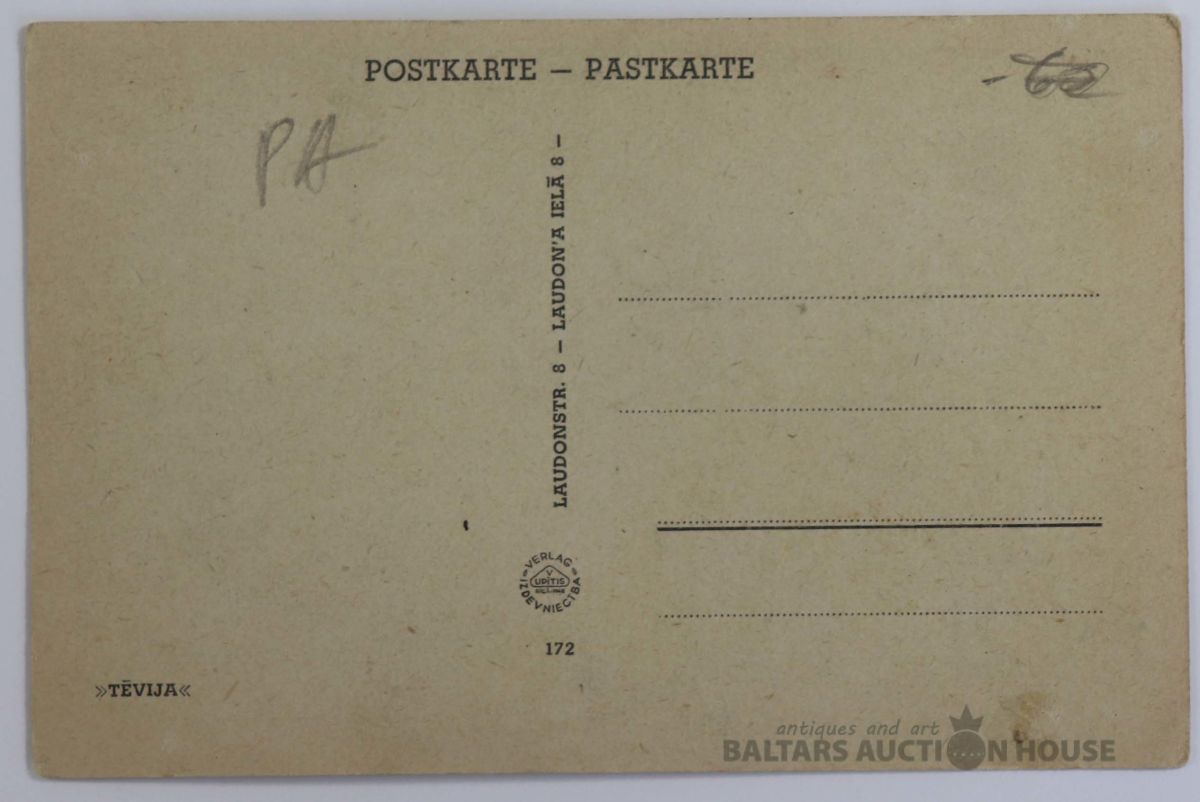 POSTKARTE — PASTKARTE
PA
LAUDONSTR. 8 — LAUDON'A IELĀ 8 —
VERLAG
V
UPITIS
IZDEVNIECĪBA
172
»TĒVIJA«
antiques and art
BALTARS AUCTION HOUSE